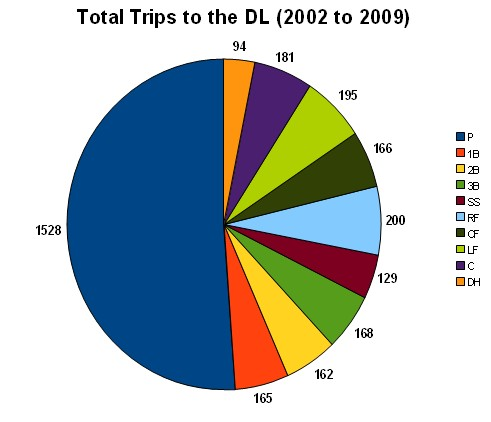 Total Trips to the DL (2002 to 2009)
94
181
195
166
200
129
168
162
165
1528
P
1B
2B
3B
SS
RF
CF
LF
C
DH